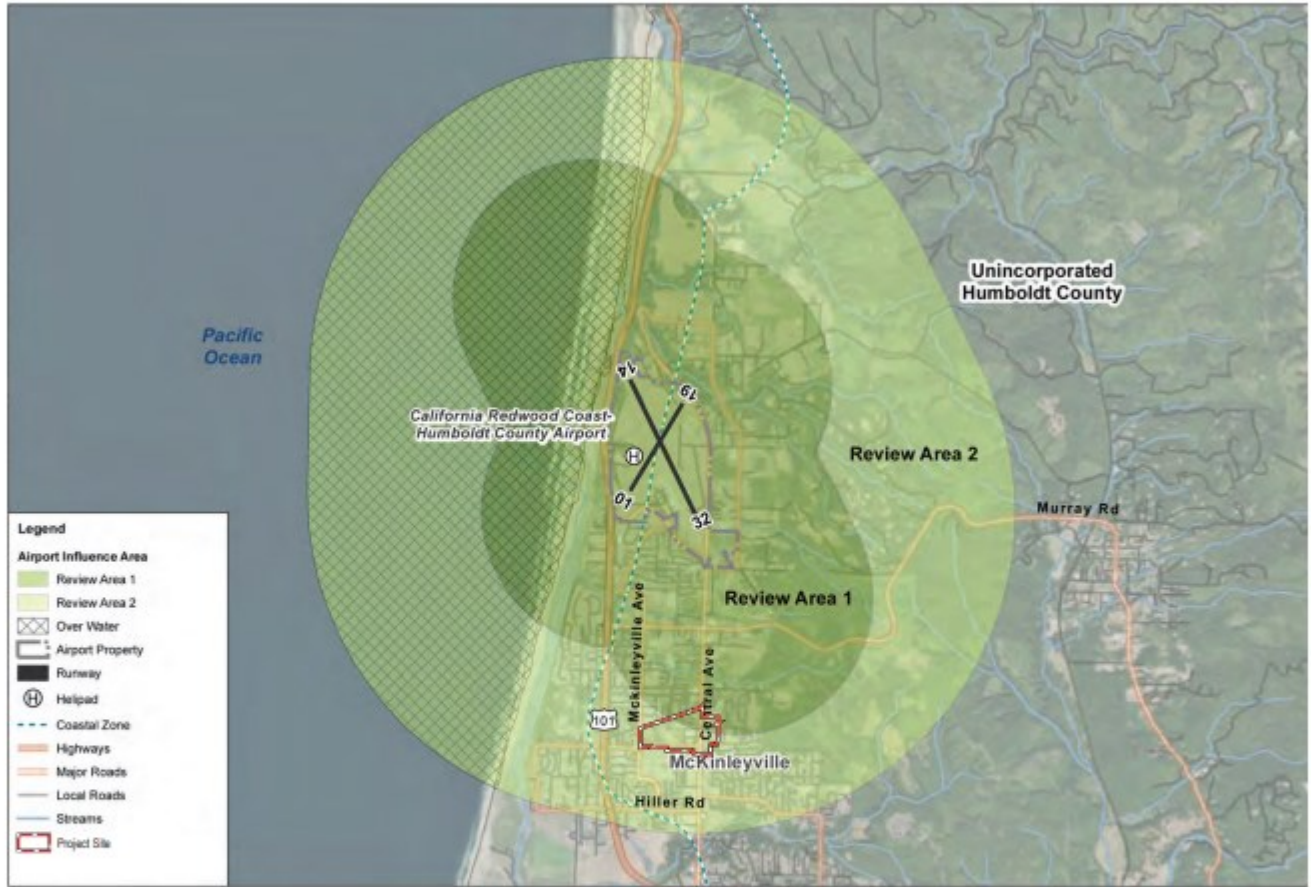 Unincorporated
Humboldt County
Pacific
Ocean
14
19
California Redwood Coast-
Humboldt County Airport
H
Review Area 2
01
32
Murray Rd
Review Area 1
Mckinleyville Ave
Central Ave
101
McKinleyville
Hiller Rd
Legend
Airport Influence Area
Review Area 1
Review Area 2
Over Water
Airport Property
Runway
H Helipad
Coastal Zone
Highways
Major Roads
Local Roads
Streams
Project Site